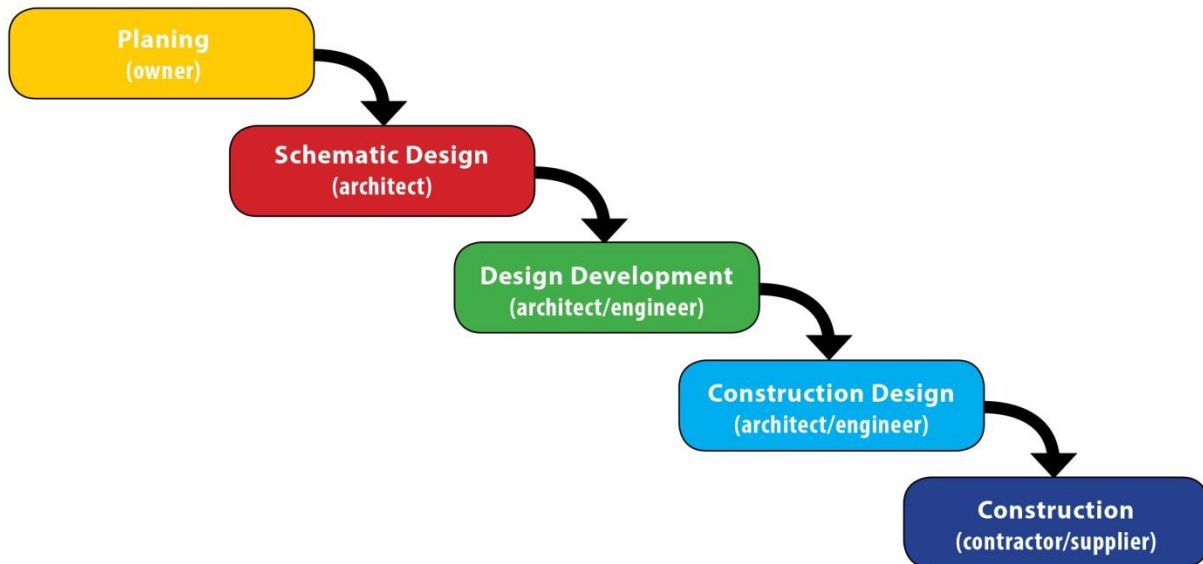 Planing
(owner)
Schematic Design
(architect)
Design Development
(architect/engineer)
Construction Design
(architect/engineer)
Construction
(contractor/supplier)